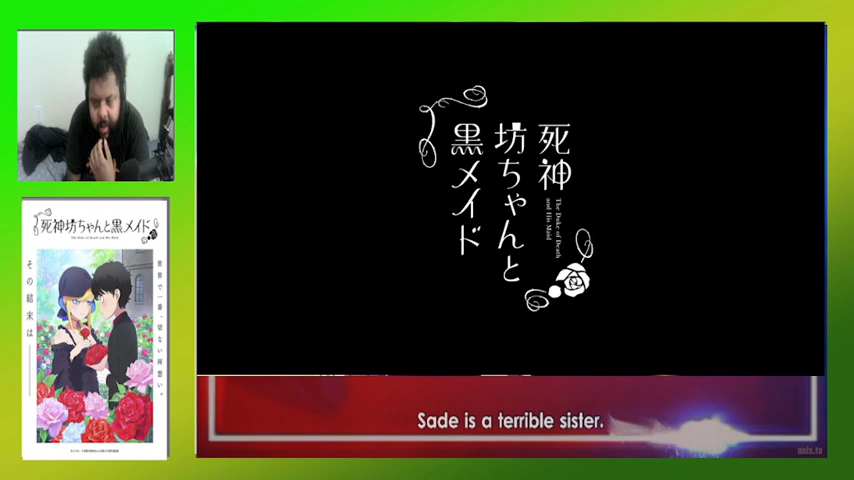 死神
坊ちゃんと
黒メイド
The Duke of Death
and His Maid
死神坊ちゃんと黒メイド
The Duke of Death and His Maid
世界で一番、切ない両想い。
その結末は
Sade is a terrible sister.